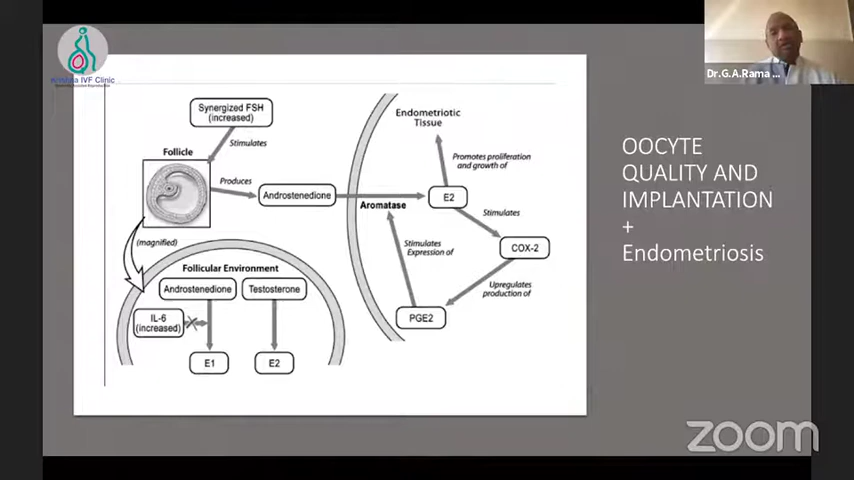 Krishna IVF Clinic
Dr.G.A.Rama ...
Synergized FSH
(increased)
Stimulates
Follicle
Produces
Androstenedione
(magnified)
Follicular Environment
Androstenedione
Testosterone
IL-6
(increased)
E1
E2
Endometriotic
Tissue
Promotes proliferation
and growth of
Aromatase
E2
Stimulates
Stimulates
Expression of
COX-2
Upregulates
production of
PGE2
OOCYTE
QUALITY AND
IMPLANTATION
+
Endometriosis
zoom